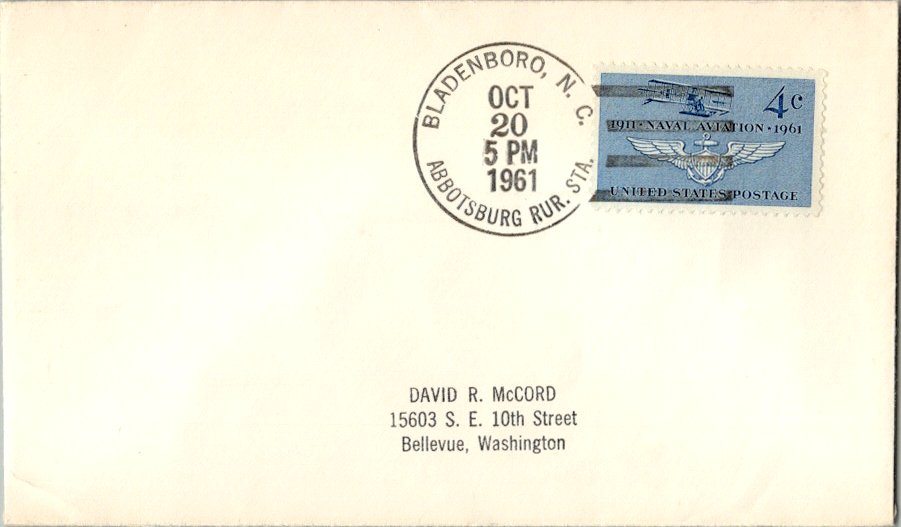 BLADENBORO, N. C.
OCT
20
5 PM
1961
ABBOTSBURG RUR. STA.
4c
1911 · NAVAL AVIATION · 1961
UNITED STATES POSTAGE
DAVID R. McCORD
15603 S. E. 10th Street
Bellevue, Washington